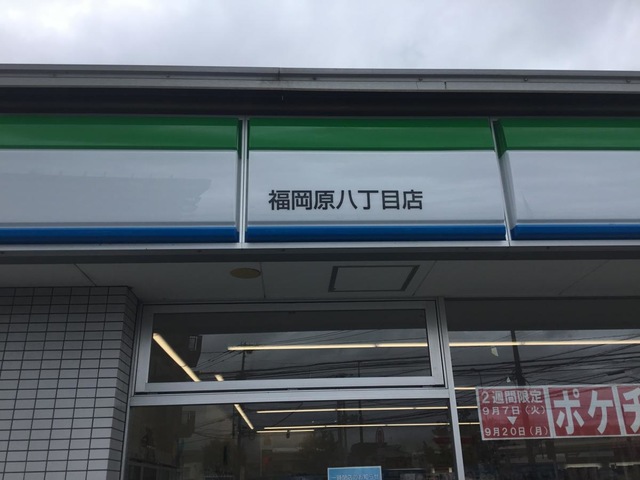 福岡原八丁目店
2週間限定
9月7日(火)
9月20日(月)
ポケチ